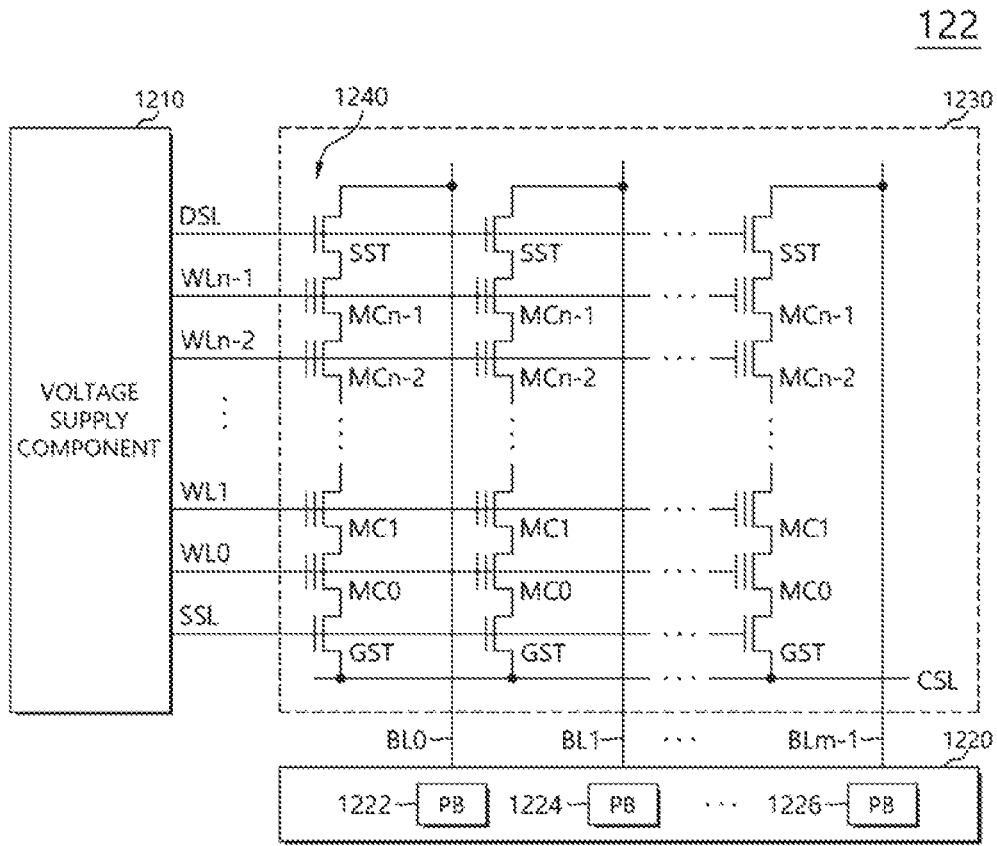 122
1210
1240
1230
DSL
SST SST SST
WLn-1
MCn-1 MCn-1 MCn-1
WLn-2
MCn-2 MCn-2 MCn-2
VOLTAGE
SUPPLY
COMPONENT
WL1
MC1 MC1 MC1
WL0
MC0 MC0 MC0
SSL
GST GST GST
CSL
BL0 BL1 BLm-1
1220
1222 PB 1224 PB 1226 PB